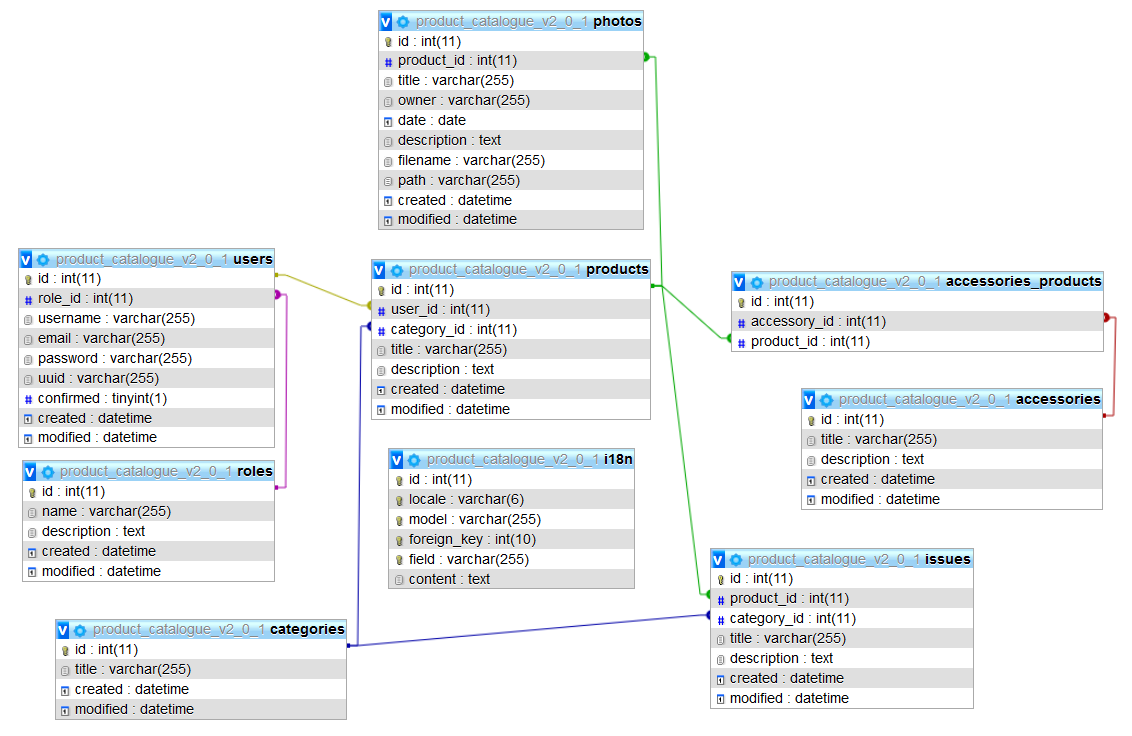 product_catalogue_v2_0_1 photos
id : int(11)
product_id : int(11)
title : varchar(255)
owner : varchar(255)
date : date
description : text
filename : varchar(255)
path : varchar(255)
created : datetime
modified : datetime
product_catalogue_v2_0_1 users
id : int(11)
role_id : int(11)
username : varchar(255)
email : varchar(255)
password : varchar(255)
uuid : varchar(255)
confirmed : tinyint(1)
created : datetime
modified : datetime
product_catalogue_v2_0_1 products
id : int(11)
user_id : int(11)
category_id : int(11)
title : varchar(255)
description : text
created : datetime
modified : datetime
product_catalogue_v2_0_1 accessories_products
id : int(11)
accessory_id : int(11)
product_id : int(11)
product_catalogue_v2_0_1 accessories
id : int(11)
title : varchar(255)
description : text
created : datetime
modified : datetime
product_catalogue_v2_0_1 roles
id : int(11)
name : varchar(255)
description : text
created : datetime
modified : datetime
product_catalogue_v2_0_1 i18n
id : int(11)
locale : varchar(6)
model : varchar(255)
foreign_key : int(10)
field : varchar(255)
content : text
product_catalogue_v2_0_1 issues
id : int(11)
product_id : int(11)
category_id : int(11)
title : varchar(255)
description : text
created : datetime
modified : datetime
product_catalogue_v2_0_1 categories
id : int(11)
title : varchar(255)
created : datetime
modified : datetime